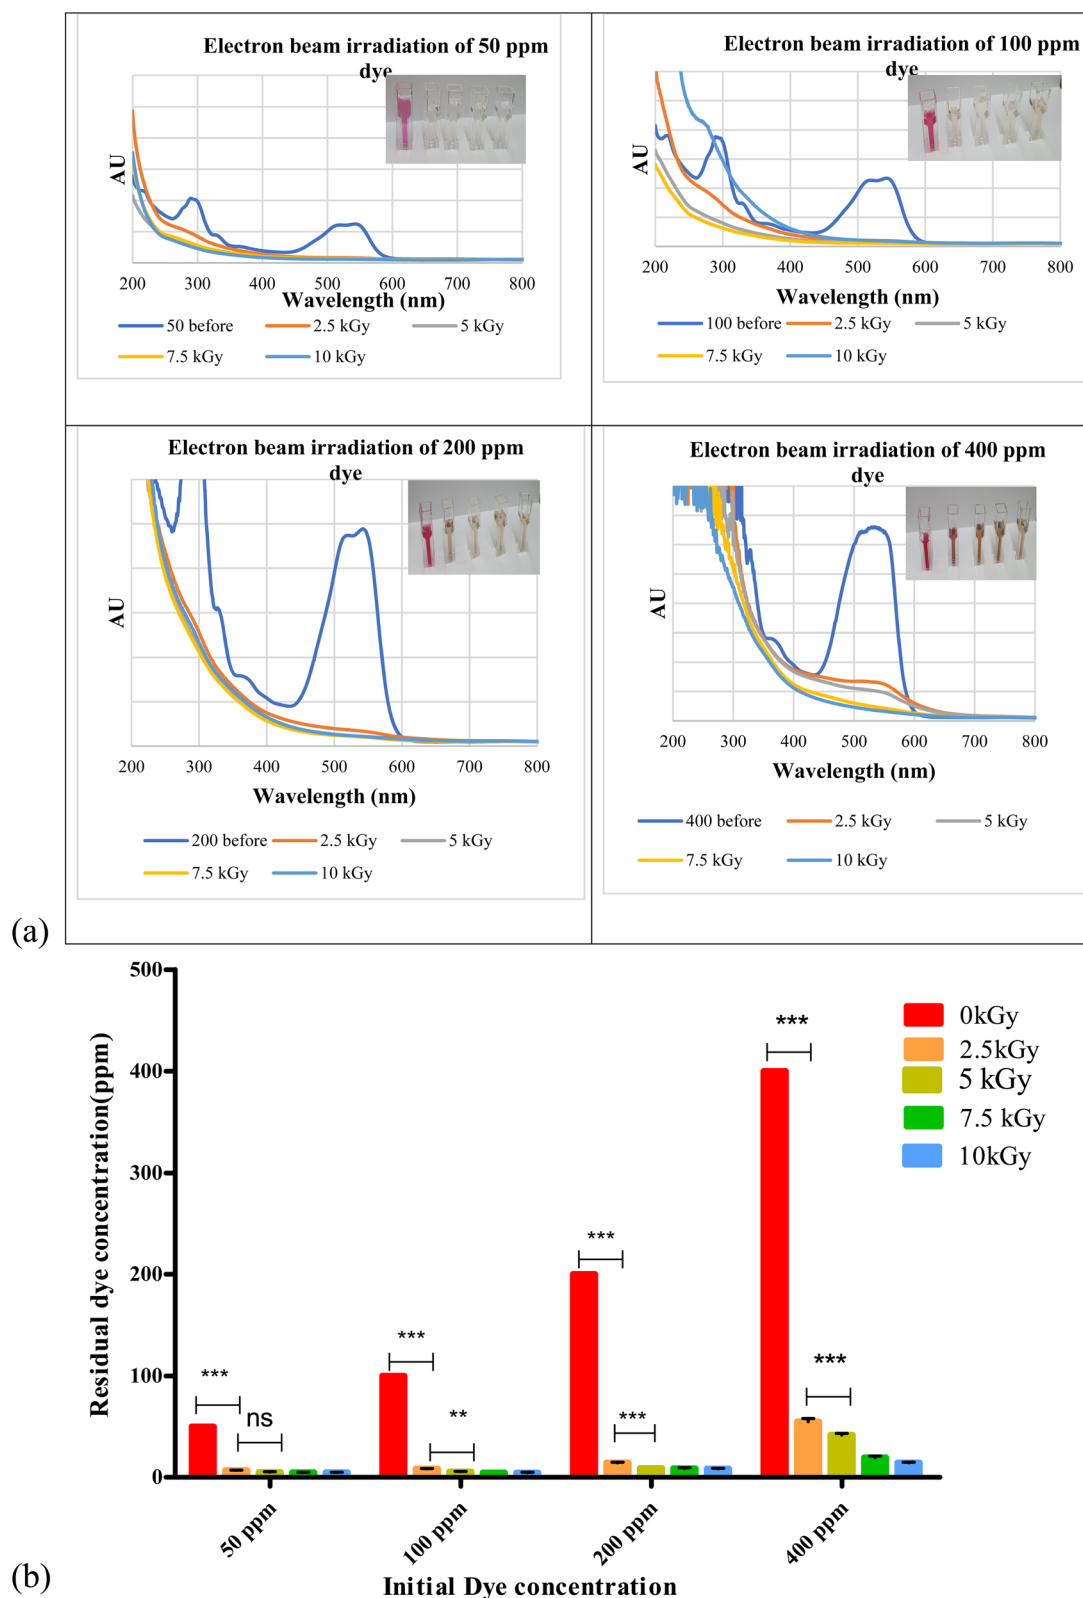 Electron beam irradiation of 50 ppm
dye
AU
200 300 400 500 600 700 800
Wavelength (nm)
50 before 2.5 kGy 5 kGy
7.5 kGy 10 kGy
Electron beam irradiation of 100 ppm
dye
AU
200 300 400 500 600 700 800
Wavelength (nm)
100 before 2.5 kGy 5 kGy
7.5 kGy 10 kGy
Electron beam irradiation of 200 ppm
dye
AU
200 300 400 500 600 700 800
Wavelength (nm)
200 before 2.5 kGy 5 kGy
7.5 kGy 10 kGy
Electron beam irradiation of 400 ppm
dye
AU
200 300 400 500 600 700 800
Wavelength (nm)
400 before 2.5 kGy 5 kGy
7.5 kGy 10 kGy
(a)
Residual dye concentration(ppm)
500
400
300
200
100
0
*** ns
*** **
*** ***
*** ***
0kGy
2.5kGy
5 kGy
7.5 kGy
10kGy
50 ppm 100 ppm 200 ppm 400 ppm
Initial Dye concentration
(b)